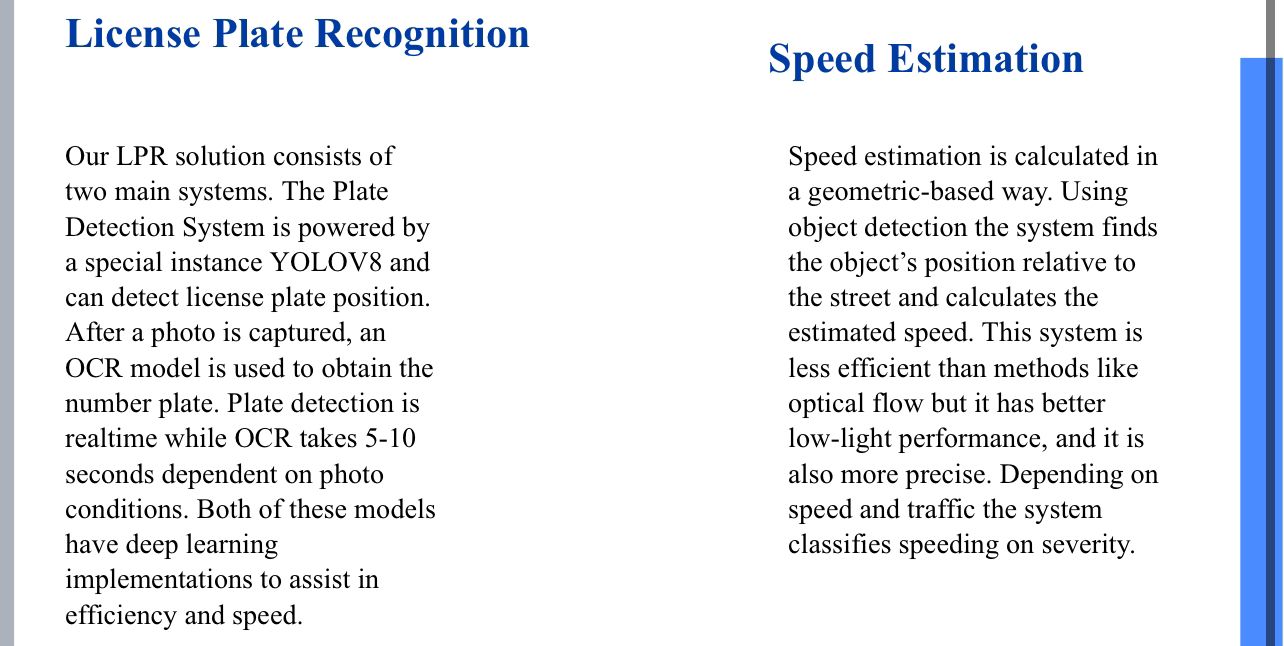 License Plate Recognition
Our LPR solution consists of
two main systems. The Plate
Detection System is powered by
a special instance YOLOV8 and
can detect license plate position.
After a photo is captured, an
OCR model is used to obtain the
number plate. Plate detection is
realtime while OCR takes 5-10
seconds dependent on photo
conditions. Both of these models
have deep learning
implementations to assist in
efficiency and speed.
Speed Estimation
Speed estimation is calculated in
a geometric-based way. Using
object detection the system finds
the object’s position relative to
the street and calculates the
estimated speed. This system is
less efficient than methods like
optical flow but it has better
low-light performance, and it is
also more precise. Depending on
speed and traffic the system
classifies speeding on severity.